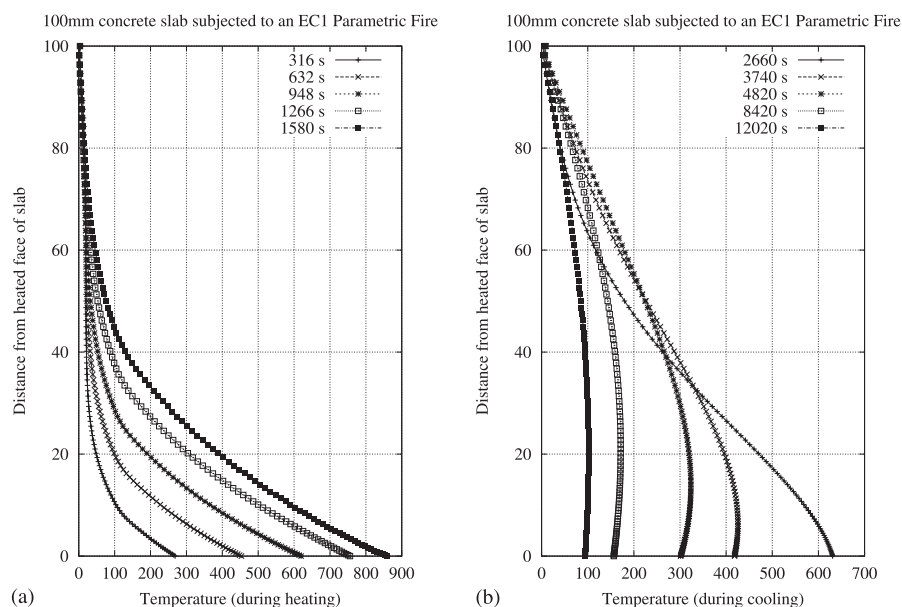 100mm concrete slab subjected to an EC1 Parametric Fire
100
80
60
40
20
0
Distance from heated face of slab
316 s
632 s
948 s
1266 s
1580 s
0 100 200 300 400 500 600 700 800 900
Temperature (during heating)
(a)
100mm concrete slab subjected to an EC1 Parametric Fire
100
80
60
40
20
0
Distance from heated face of slab
2660 s
3740 s
4820 s
8420 s
12020 s
0 100 200 300 400 500 600 700
Temperature (during cooling)
(b)